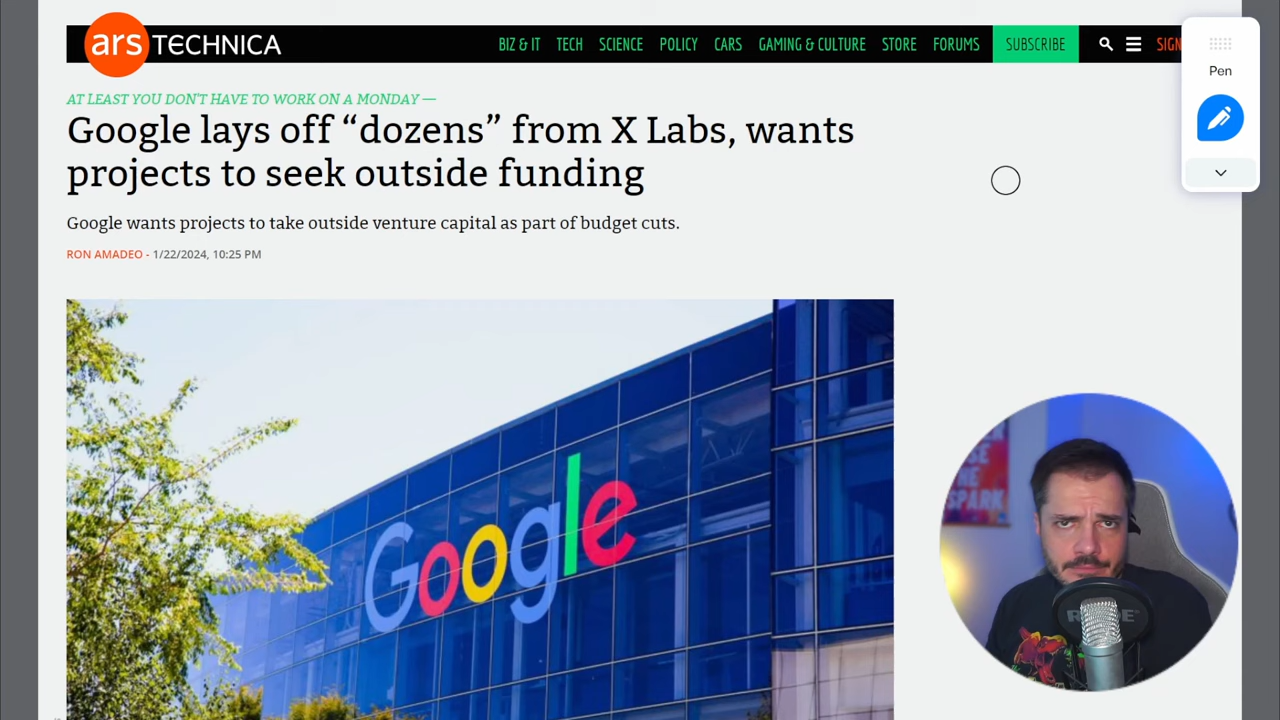 ars TECHNICA
BIZ & IT TECH SCIENCE POLICY CARS GAMING & CULTURE STORE FORUMS SUBSCRIBE SIGN
Pen
AT LEAST YOU DON'T HAVE TO WORK ON A MONDAY —
Google lays off “dozens” from X Labs, wants
projects to seek outside funding
Google wants projects to take outside venture capital as part of budget cuts.
RON AMADEO - 1/22/2024, 10:25 PM
Google
THE
SPARK